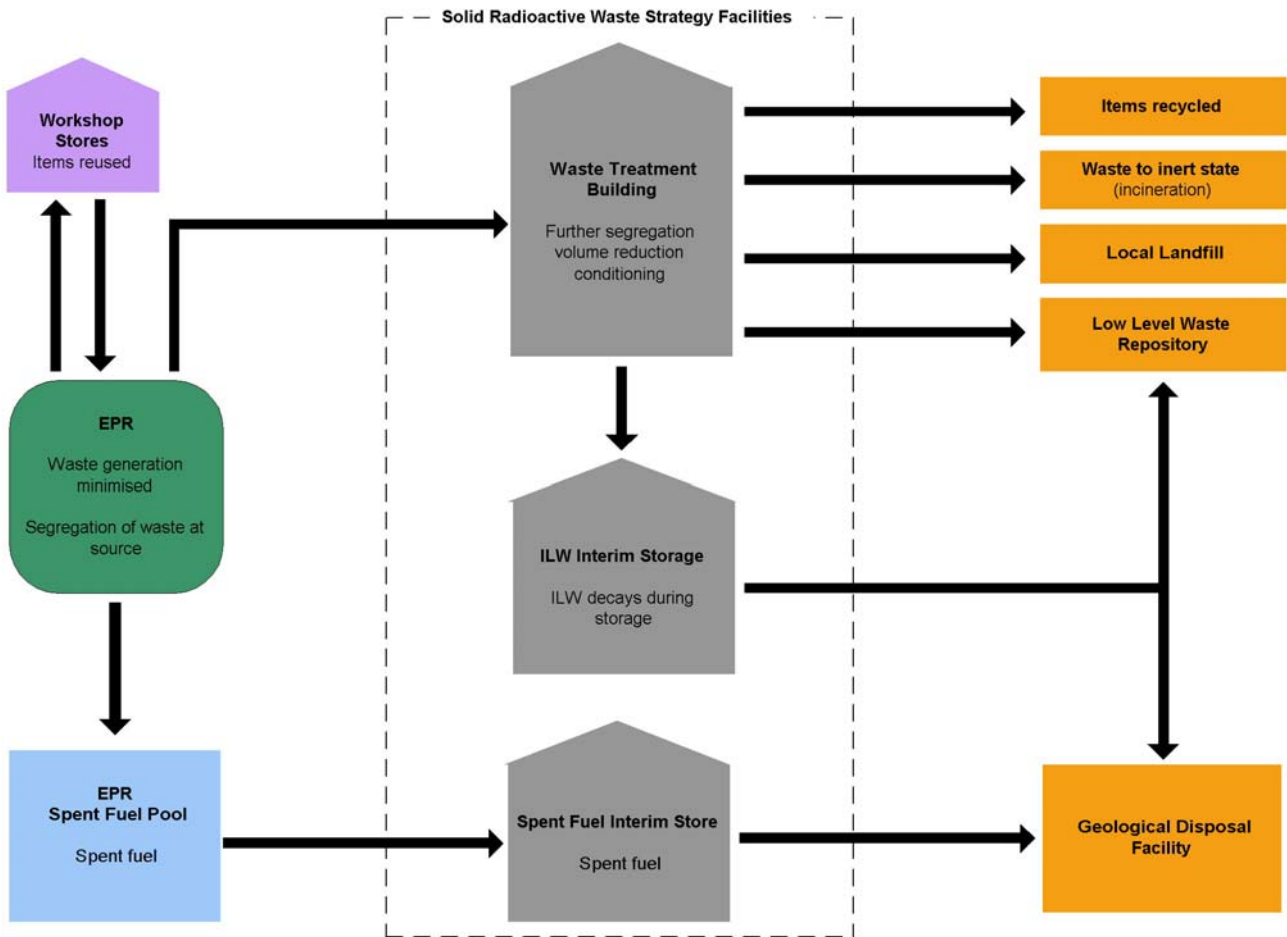 Solid Radioactive Waste Strategy Facilities
Workshop
Stores
Items reused
Waste Treatment
Building
Further segregation
volume reduction
conditioning
Items recycled
Waste to inert state
(incineration)
Local Landfill
Low Level Waste
Repository
EPR
Waste generation
minimised
Segregation of waste at
source
ILW Interim Storage
ILW decays during
storage
EPR
Spent Fuel Pool
Spent fuel
Spent Fuel Interim Store
Spent fuel
Geological Disposal
Facility